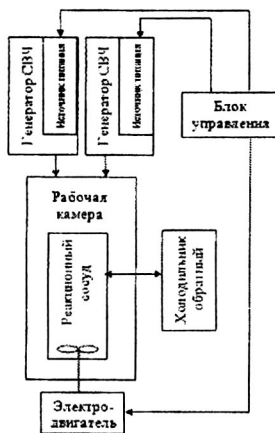 Генератор СВЧ
Источник питания
Генератор СВЧ
Источник питания
Блок
управления
Рабочая
камера
Реакционный
сосуд
Холодильник
обратный
Электро-
двигатель